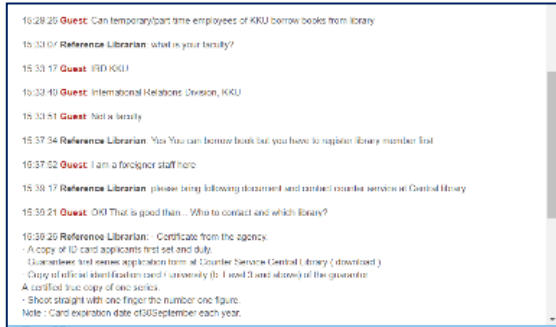 15:29:26 Guest: Can temporary/part time employees of KKU borrow books from library
15:33:07 Reference Librarian: what is your faculty?
15:33:17 Guest: IRD KKU
15:33:40 Guest: International Relations Division, KKU
15:33:51 Guest: Not a faculty
15:37:34 Reference Librarian: Yes You can borrow book but you have to register library member first
15:37:52 Guest: I am a foreigner staff here
15:39:17 Reference Librarian: please bring following document and contact counter service at Central library
15:39:21 Guest: OK! That is good than... Who to contact and which library?
15:39:26 Reference Librarian: - Certificate from the agency.
- A copy of ID card applicants first set and duly.
Guarantees first series application form at Counter Service Central Library ( download )
- Copy of official identification card / university (b. Level 3 and above) of the guarantor
A certified true copy of one series.
- Shoot straight with one finger the number one figure.
Note : Card expiration date of30September each year.